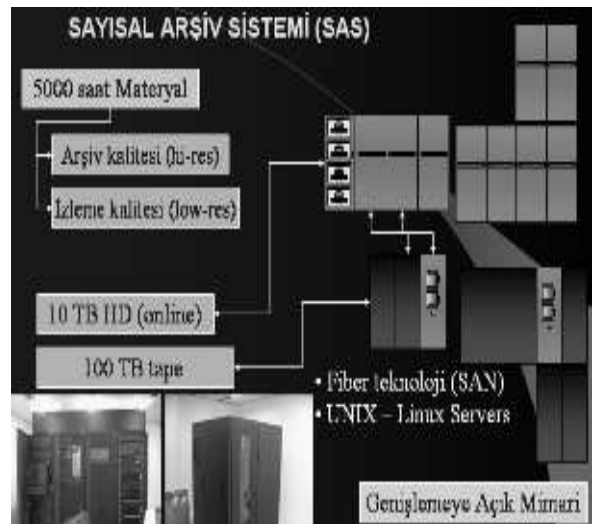 SAYISAL ARŞİV SİSTEMİ (SAS)
5000 saat Materyal
Arşiv kalitesi (hi-res)
İzleme kalitesi (low-res)
10 TB HD (online)
100 TB tape
• Fiber teknoloji (SAN)
• UNIX – Linux Servers
Genişlemeye Açık Mimari